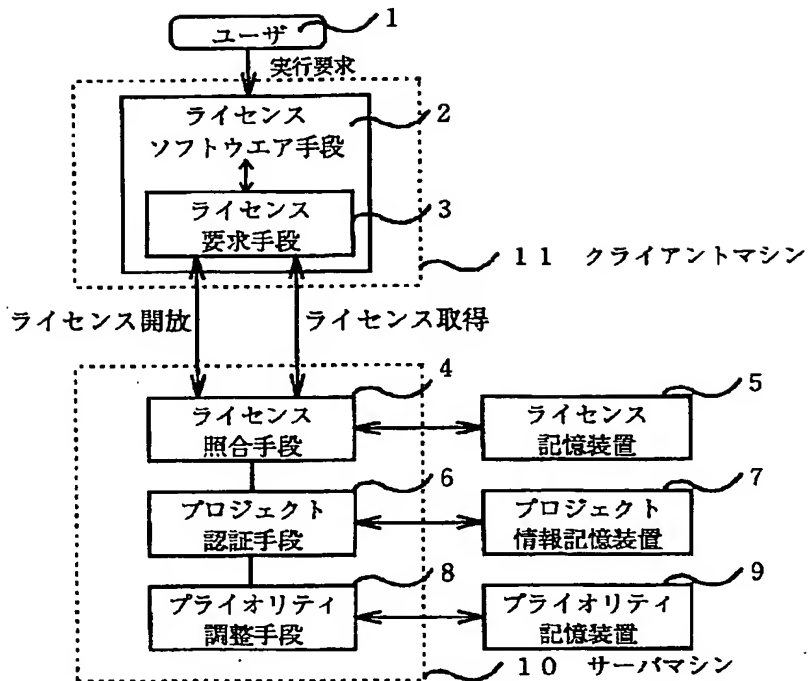 ユーザ
1
実行要求
ライセンス
ソフトウエア手段
2
ライセンス
要求手段
3
11 クライアントマシン
ライセンス開放
ライセンス取得
ライセンス
照合手段
4
ライセンス
記憶装置
5
プロジェクト
認証手段
6
プロジェクト
情報記憶装置
7
プライオリティ
調整手段
8
プライオリティ
記憶装置
9
10 サーバマシン